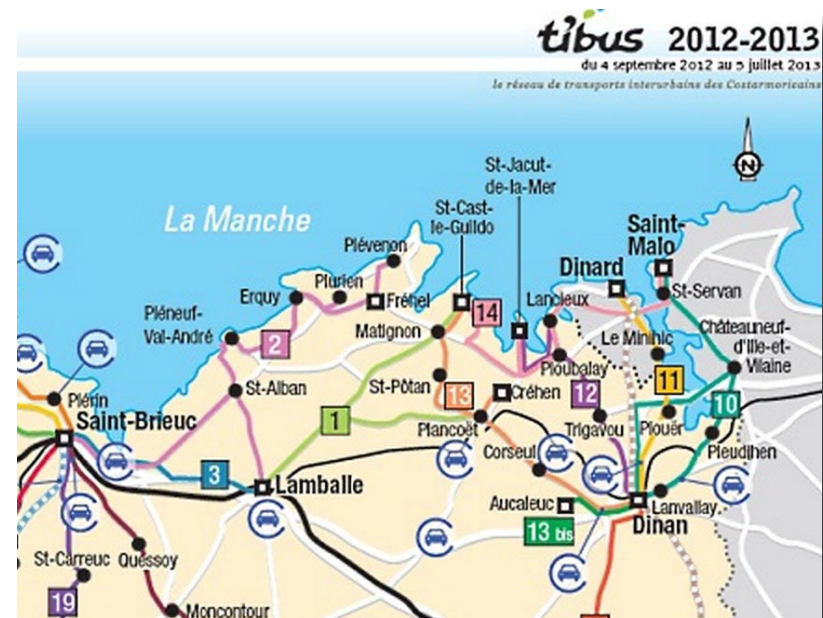 tibus 2012-2013
du 4 septembre 2012 au 5 juillet 2013
le réseau de transports interurbains des Costarmoricains
N
St-Jacut-
de-la-Mer
La Manche
St-Cast-
le-Guildo
Saint-
Malo
Plévenon
Dinard
Plurien
Erquy
Fréhel
Lancieux
St-Servan
Pléneuf-
Val-André
14
Matignon
Châteauneuf-
d'Ille-et-
Vilaine
2
Le Minihic
Ploubalay
St-Alban
St-Pôtan
13
Créhen
12
11
10
Plérin
Saint-Brieuc
1
Plancoët
Trigavou
Plouër
Corseul
Pleudihen
3
Lamballe
Aucaleuc
Lanvallay
Dinan
13 bis
St-Carreuc
Quessoy
19
Moncontour